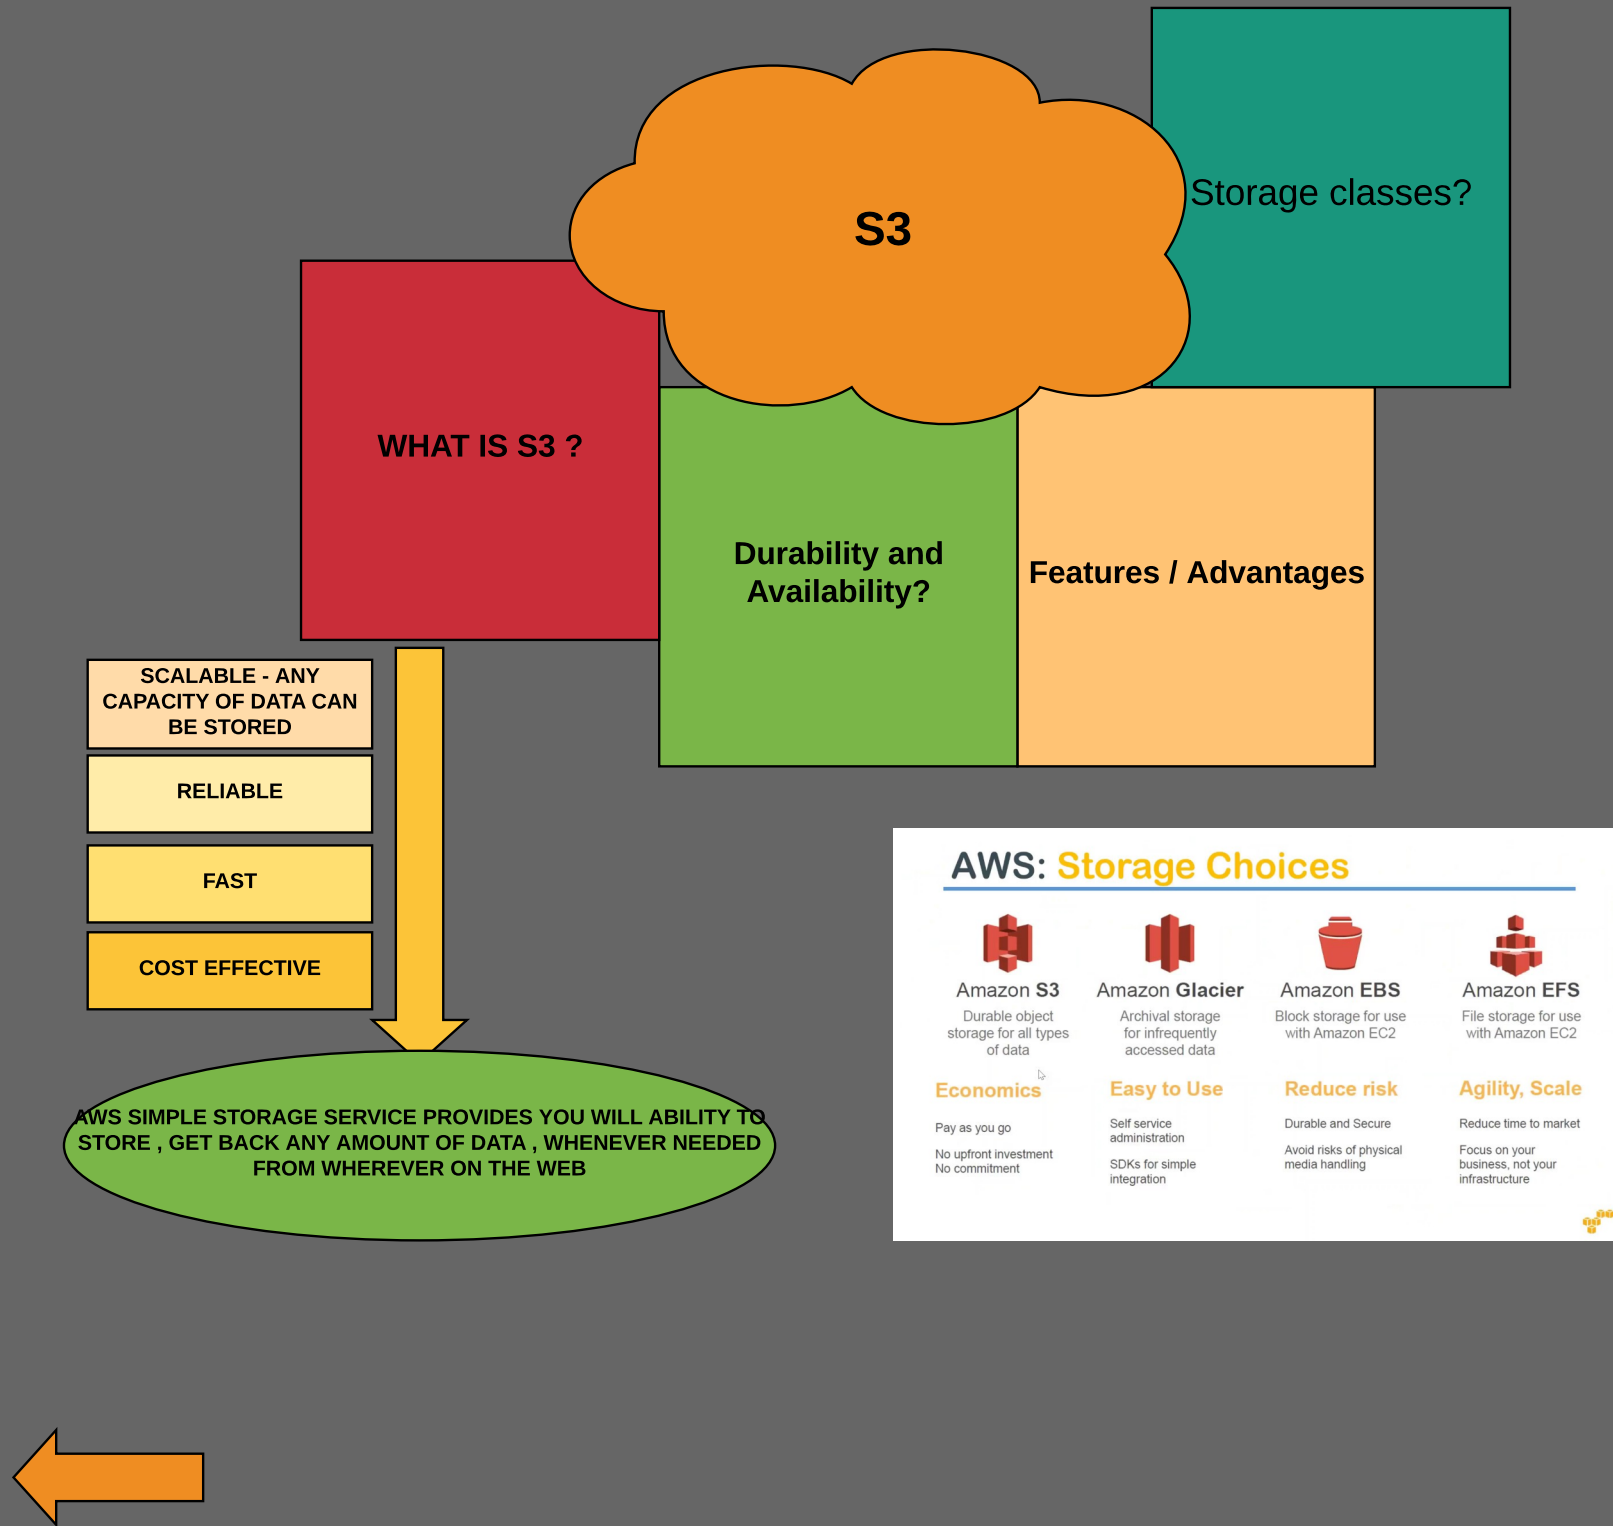 S3
Storage classes?
WHAT IS S3 ?
Durability and
Availability?
Features / Advantages
SCALABLE - ANY
CAPACITY OF DATA CAN
BE STORED
RELIABLE
FAST
COST EFFECTIVE
AWS SIMPLE STORAGE SERVICE PROVIDES YOU WILL ABILITY TO
STORE , GET BACK ANY AMOUNT OF DATA , WHENEVER NEEDED
FROM WHEREVER ON THE WEB
AWS: Storage Choices
Amazon S3
Durable object
storage for all types
of data
Amazon Glacier
Archival storage
for infrequently
accessed data
Amazon EBS
Block storage for use
with Amazon EC2
Amazon EFS
File storage for use
with Amazon EC2
Economics
Pay as you go
No upfront investment
No commitment
Easy to Use
Self service
administration
SDKs for simple
integration
Reduce risk
Durable and Secure
Avoid risks of physical
media handling
Agility, Scale
Reduce time to market
Focus on your
business, not your
infrastructure